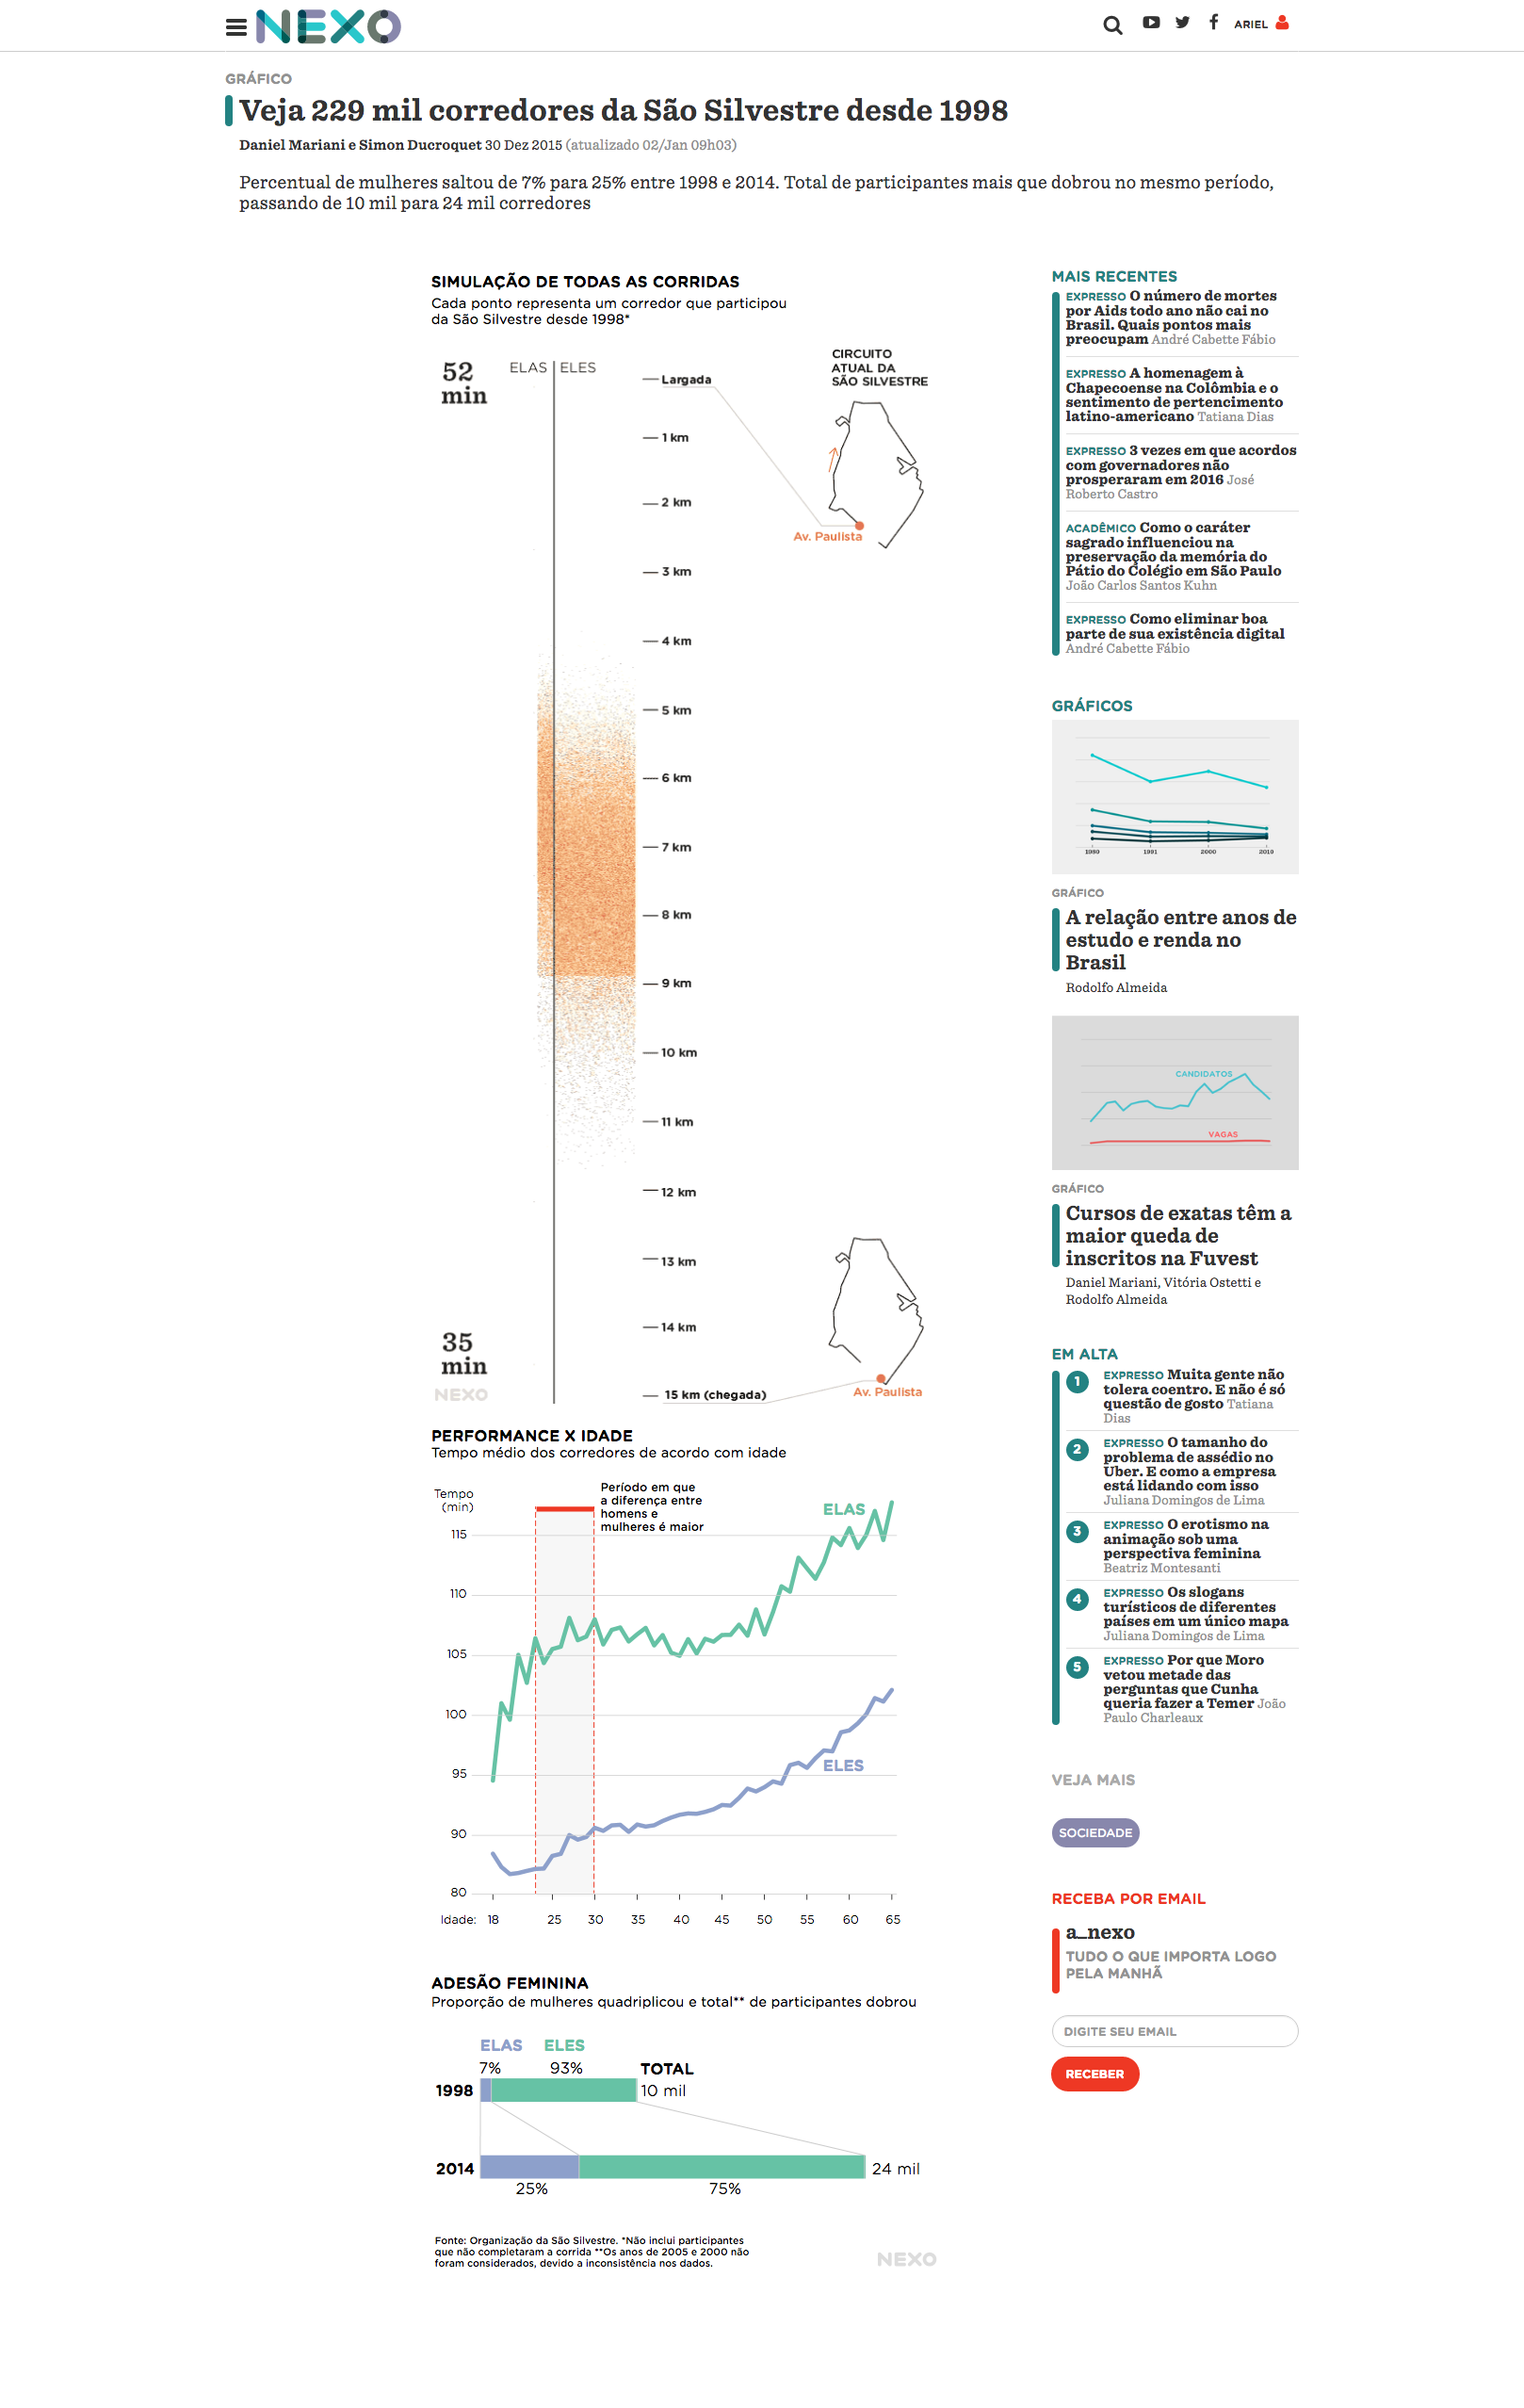 NEXO
ARIEL
GRÁFICO
Veja 229 mil corredores da São Silvestre desde 1998
Daniel Mariani e Simon Ducroquet 30 Dez 2015 (atualizado 02/Jan 09h03)
Percentual de mulheres saltou de 7% para 25% entre 1998 e 2014. Total de participantes mais que dobrou no mesmo período,
passando de 10 mil para 24 mil corredores
SIMULAÇÃO DE TODAS AS CORRIDAS
Cada ponto representa um corredor que participou
da São Silvestre desde 1998*
52
min
ELAS
ELES
CIRCUITO
ATUAL DA
SÃO SILVESTRE
Largada
1 km
2 km
Av. Paulista
3 km
4 km
5 km
6 km
7 km
8 km
9 km
10 km
11 km
12 km
13 km
14 km
35
min
NEXO
15 km (chegada)
Av. Paulista
PERFORMANCE X IDADE
Tempo médio dos corredores de acordo com idade
Tempo
(min)
Período em que
a diferença entre
homens e
mulheres é maior
ELAS
115
110
105
100
95
ELES
90
80
Idade: 18 25 30 35 40 45 50 55 60 65
ADESÃO FEMININA
Proporção de mulheres quadriplicou e total** de participantes dobrou
ELAS ELES
7% 93% TOTAL
1998 10 mil
2014 24 mil
25% 75%
Fonte: Organização da São Silvestre. *Não inclui participantes
que não completaram a corrida **Os anos de 2005 e 2000 não
foram considerados, devido a inconsistência nos dados.
NEXO
MAIS RECENTES
EXPRESSO O número de mortes
por Aids todo ano não cai no
Brasil. Quais pontos mais
preocupam André Cabette Fábio
EXPRESSO A homenagem à
Chapecoense na Colômbia e o
sentimento de pertencimento
latino-americano Tatiana Dias
EXPRESSO 3 vezes em que acordos
com governadores não
prosperaram em 2016 José
Roberto Castro
ACADÊMICO Como o caráter
sagrado influenciou na
preservação da memória do
Pátio do Colégio em São Paulo
João Carlos Santos Kuhn
EXPRESSO Como eliminar boa
parte de sua existência digital
André Cabette Fábio
GRÁFICOS
1980 1991 2000 2010
GRÁFICO
A relação entre anos de
estudo e renda no
Brasil
Rodolfo Almeida
CANDIDATOS
VAGAS
GRÁFICO
Cursos de exatas têm a
maior queda de
inscritos na Fuvest
Daniel Mariani, Vitória Ostetti e
Rodolfo Almeida
EM ALTA
1 EXPRESSO Muita gente não
tolera coentro. E não é só
questão de gosto Tatiana
Dias
2 EXPRESSO O tamanho do
problema de assédio no
Uber. E como a empresa
está lidando com isso
Juliana Domingos de Lima
3 EXPRESSO O erotismo na
animação sob uma
perspectiva feminina
Beatriz Montesanti
4 EXPRESSO Os slogans
turísticos de diferentes
países em um único mapa
Juliana Domingos de Lima
5 EXPRESSO Por que Moro
vetou metade das
perguntas que Cunha
queria fazer a Temer João
Paulo Charleaux
VEJA MAIS
SOCIEDADE
RECEBA POR EMAIL
a_nexo
TUDO O QUE IMPORTA LOGO
PELA MANHÃ
DIGITE SEU EMAIL
RECEBER